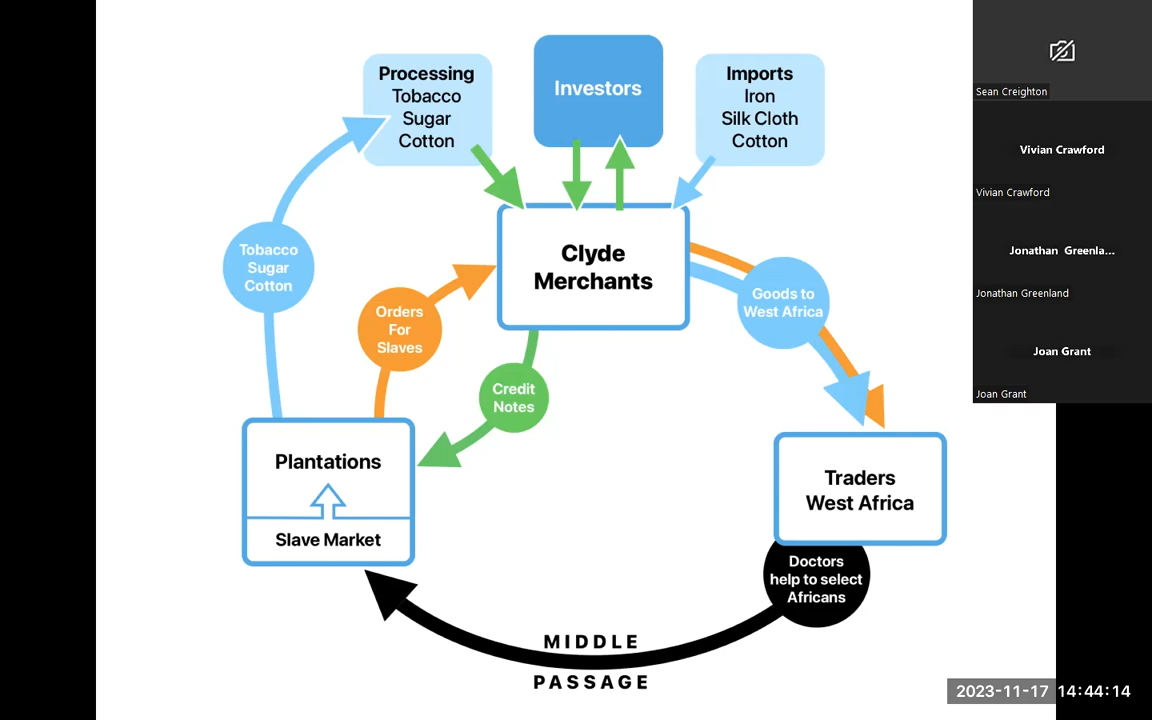 Processing
Tobacco
Sugar
Cotton
Investors
Imports
Iron
Silk Cloth
Cotton
Clyde
Merchants
Tobacco
Sugar
Cotton
Orders
For
Slaves
Goods to
West Africa
Credit
Notes
Plantations
Slave Market
Traders
West Africa
Doctors
help to select
Africans
MIDDLE
PASSAGE
Sean Creighton
Vivian Crawford
Vivian Crawford
Jonathan Greenla...
Jonathan Greenland
Joan Grant
Joan Grant
2023-11-17 14:44:14